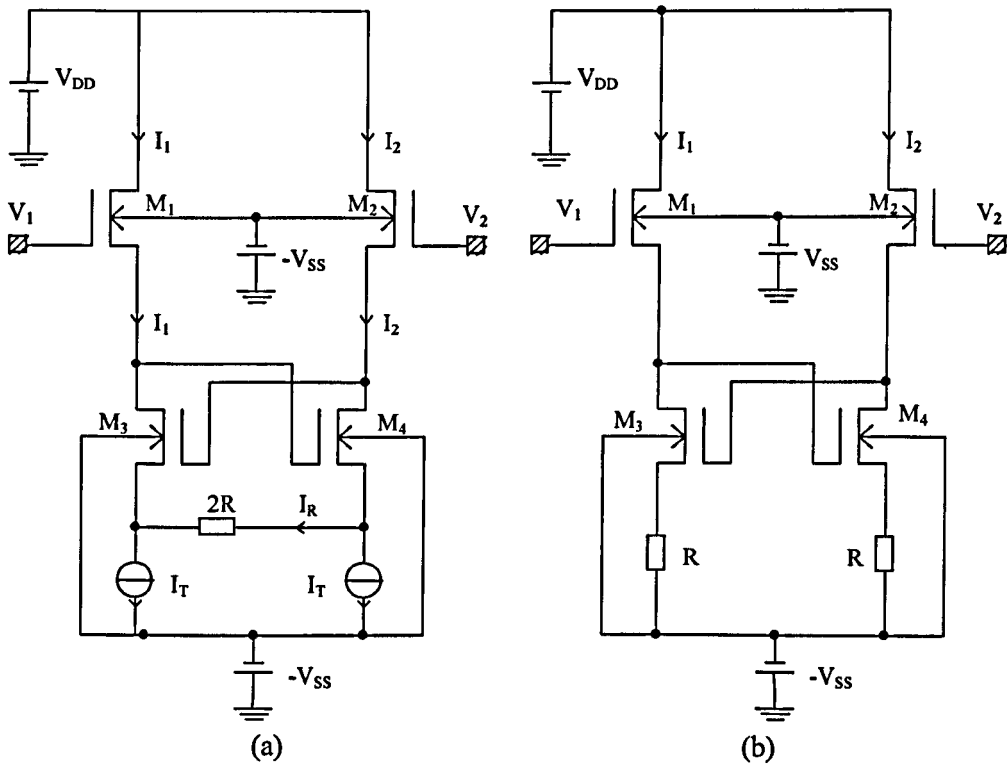 V_DD
I_1
I_2
V_1
M_1
M_2
V_2
-V_SS
I_1
I_2
M_3
M_4
2R
I_R
I_T
I_T
-V_SS
(a)
V_DD
I_1
I_2
V_1
M_1
M_2
V_2
V_SS
M_3
M_4
R
R
-V_SS
(b)